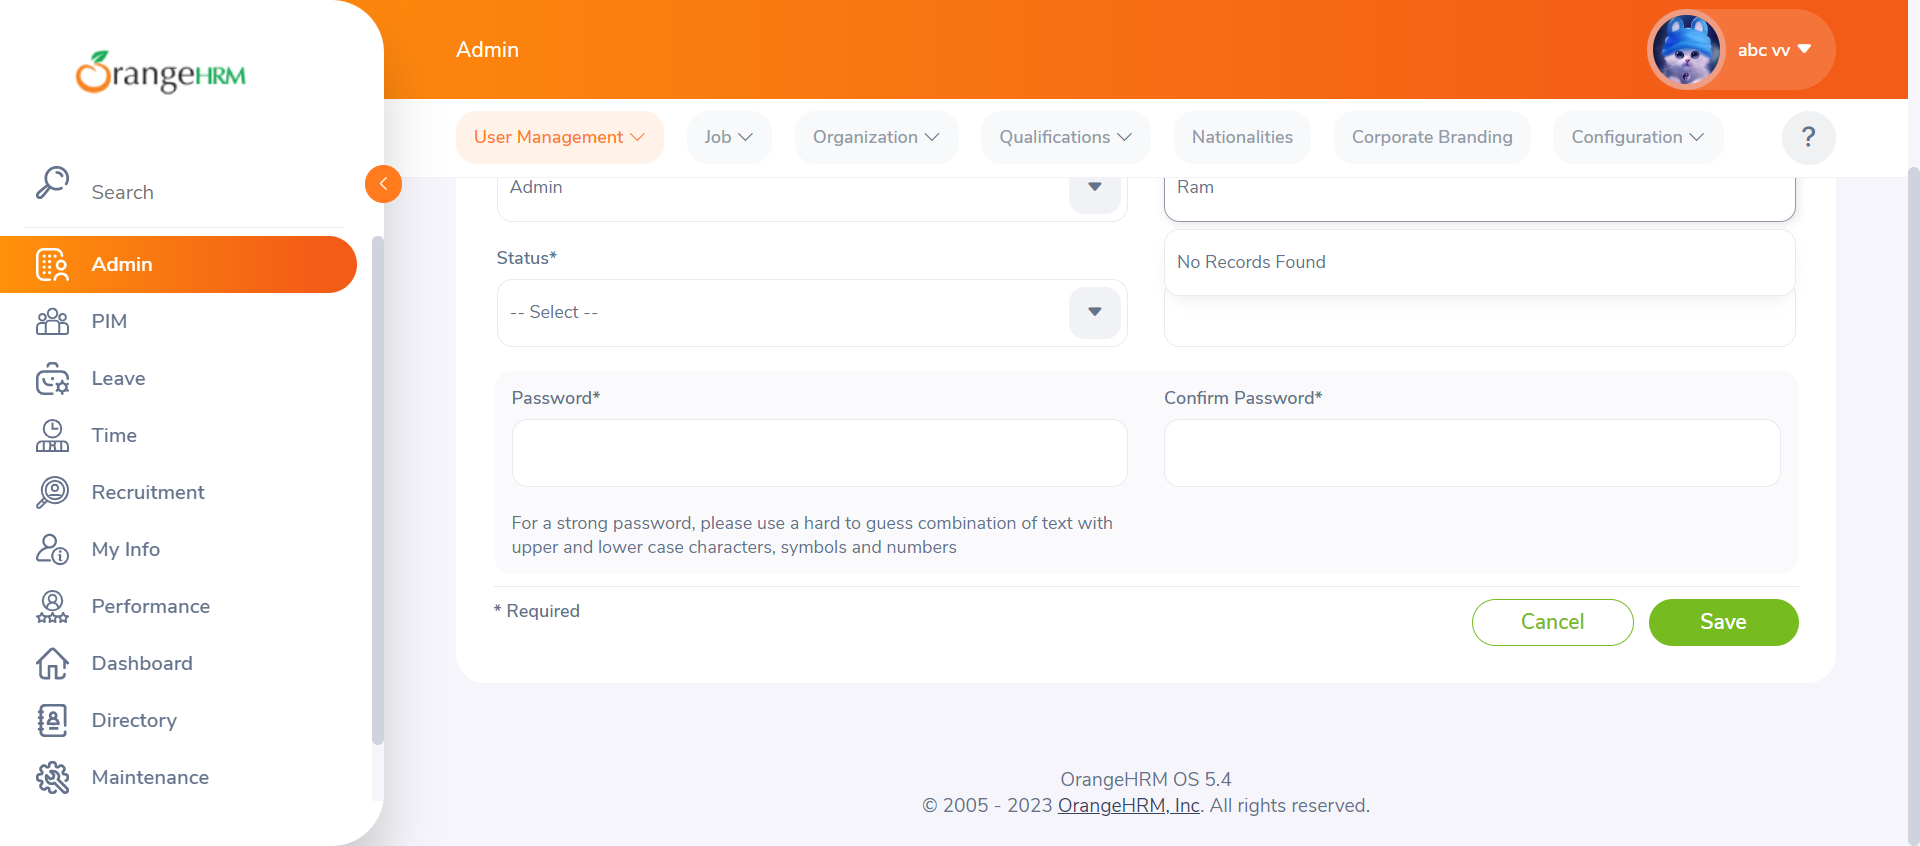 OrangeHRM
Admin
abc vv
User Management
Job
Organization
Qualifications
Nationalities
Corporate Branding
Configuration
?
Search
Admin
PIM
Leave
Time
Recruitment
My Info
Performance
Dashboard
Directory
Maintenance
Admin
Ram
No Records Found
Status*
-- Select --
Password*
Confirm Password*
For a strong password, please use a hard to guess combination of text with
upper and lower case characters, symbols and numbers
* Required
Cancel
Save
OrangeHRM OS 5.4
© 2005 - 2023 OrangeHRM, Inc. All rights reserved.